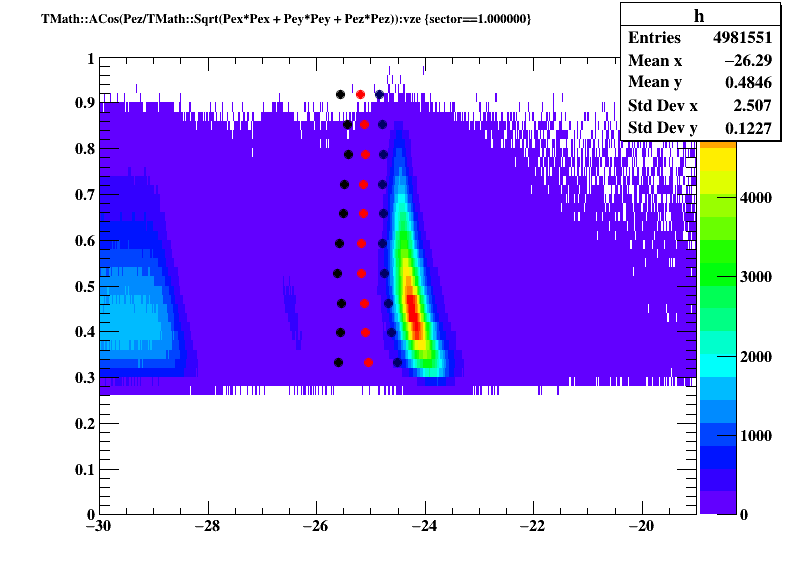 TMath::ACos(Pez/TMath::Sqrt(Pex*Pex + Pey*Pey + Pez*Pez)):vze {sector==1.000000}
h
Entries 4981551
Mean x −26.29
Mean y 0.4846
Std Dev x 2.507
Std Dev y 0.1227
1
0.9
0.8
0.7
0.6
0.5
0.4
0.3
0.2
0.1
0
−30 −28 −26 −24 −22 −20
4000
3000
2000
1000
0